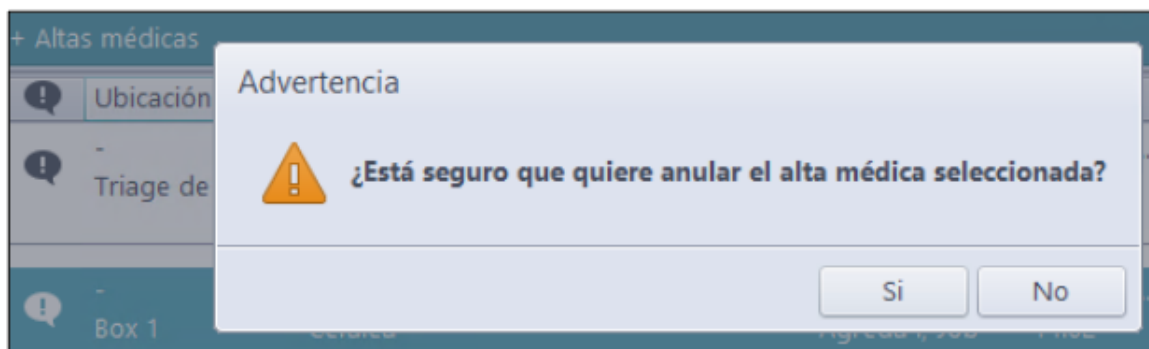 + Altas médicas
Ubicación
Advertencia
-
Triage de
¿Está seguro que quiere anular el alta médica seleccionada?
Si
No
-
Box 1